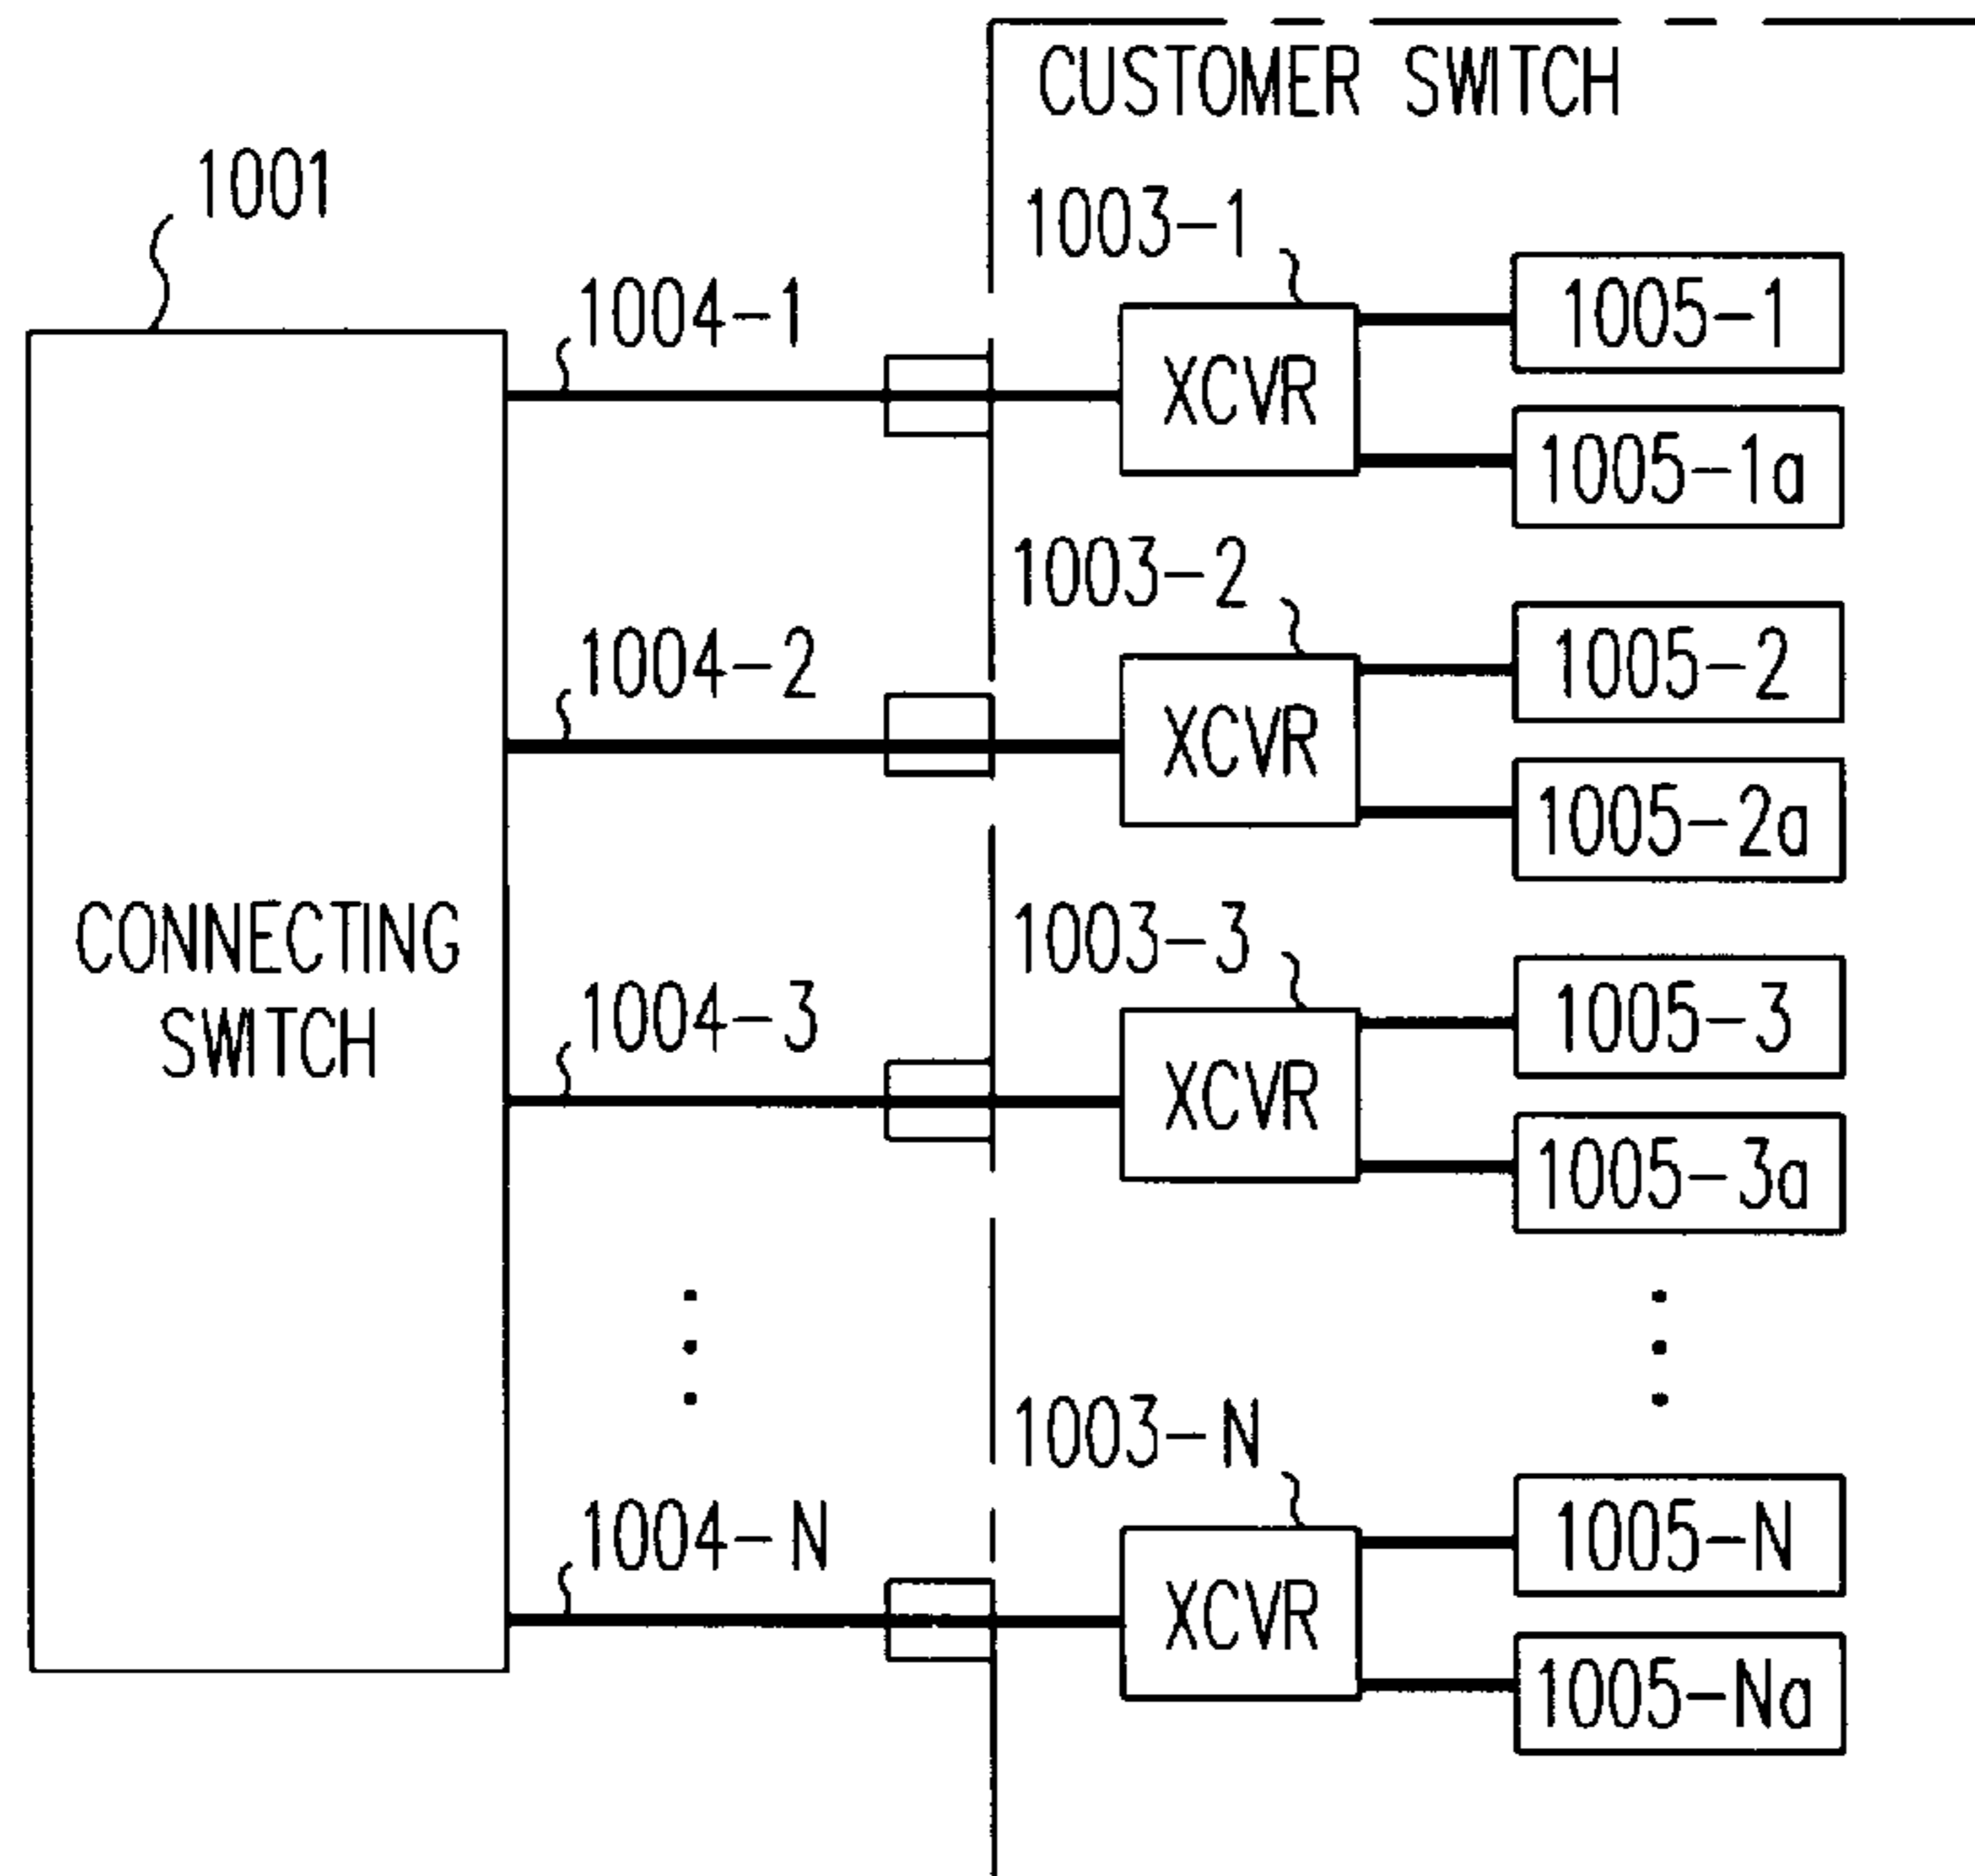 CUSTOMER SWITCH
1001
1003-1
1004-1
1005-1
XCVR
1005-1a
1003-2
1004-2
1005-2
XCVR
1005-2a
CONNECTING
SWITCH
1003-3
1004-3
1005-3
XCVR
1005-3a
1003-N
1004-N
1005-N
XCVR
1005-Na